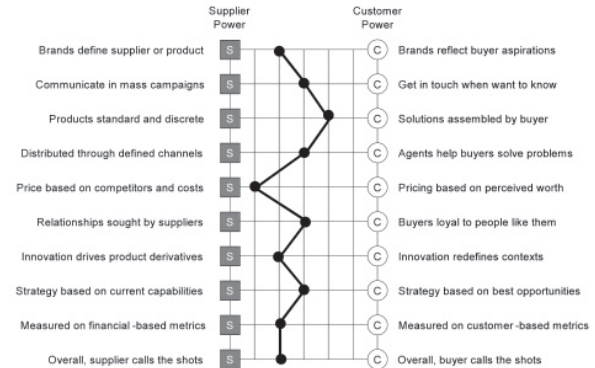 Supplier
Power
Customer
Power
Brands define supplier or product S C Brands reflect buyer aspirations
Communicate in mass campaigns S C Get in touch when want to know
Products standard and discrete S C Solutions assembled by buyer
Distributed through defined channels S C Agents help buyers solve problems
Price based on competitors and costs S C Pricing based on perceived worth
Relationships sought by suppliers S C Buyers loyal to people like them
Innovation drives product derivatives S C Innovation redefines contexts
Strategy based on current capabilities S C Strategy based on best opportunities
Measured on financial-based metrics S C Measured on customer-based metrics
Overall, supplier calls the shots S C Overall, buyer calls the shots